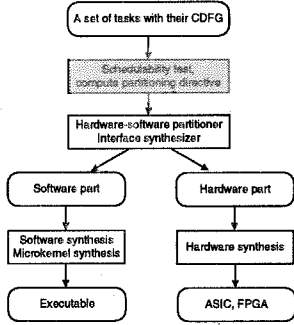 A set of tasks with their CDFG
Schedulability test,
compute partitioning directive
Hardware-software partitioner
Interface synthesizer
Software part
Hardware part
Software synthesis
Microkernel synthesis
Hardware synthesis
Executable
ASIC, FPGA